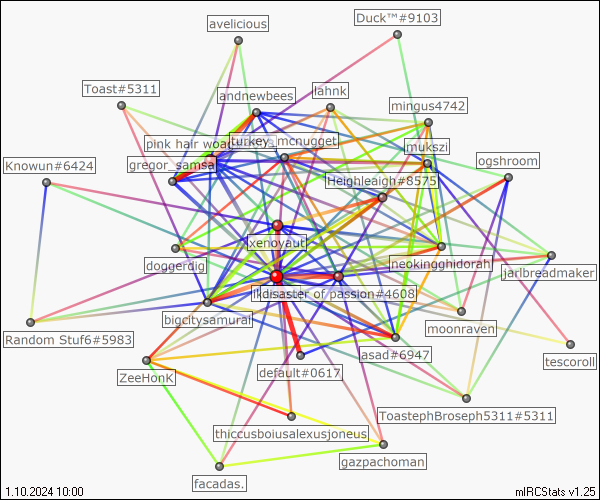 avelicious
Duck™#9103
Toast#5311
andnewbees
lahnk
mingus4742
pink hair woa
turkey_mcnugget
mukszi
Knowun#6424
gregor_samsa
Heighleaigh#8575
ogshroom
xenoyautl
doggerdig
neokingghidorah
jarlbreadmaker
disaster of passion#4608
bigcitysamurai
moonraven
Random Stuf6#5983
asad#6947
tescoroll
ZeeHonK
default#0617
ToastephBroseph5311#5311
thiccusboiusalexusjoneus
gazpachoman
facadas.
1.10.2024 10:00
mIRCStats v1.25